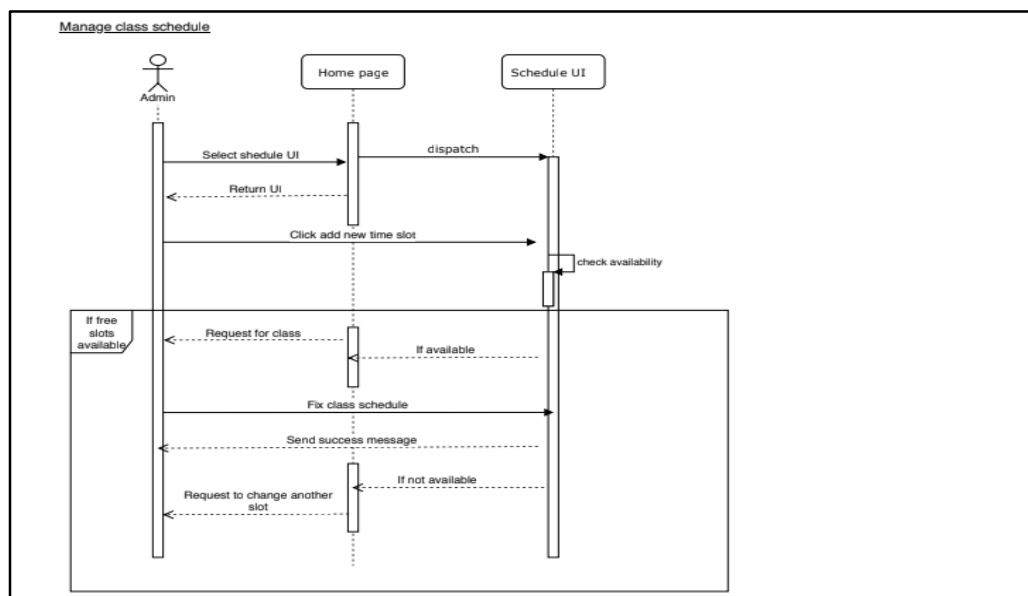 Manage class schedule
Home page
Schedule UI
Admin
Select shedule UI
dispatch
Return UI
Click add new time slot
check availability
If free
slots
available
Request for class
If available
Fix class schedule
Send success message
If not available
Request to change another
slot